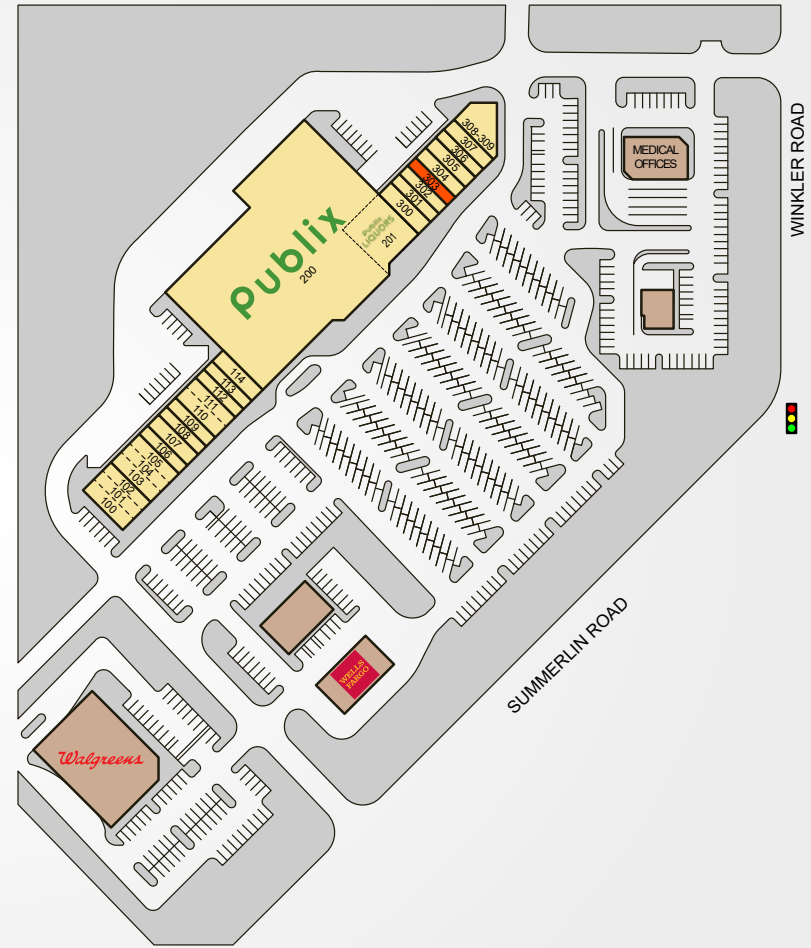 308-309
307
306
305
304
303
302
301
300
MEDICAL
OFFICES
WINKLER ROAD
Publix
LIQUORS
201
Publix
200
114
113
112
111
110
109
108
107
106
105
104
103
102
101
100
SUMMERLIN ROAD
WELLS
FARGO
Walgreens